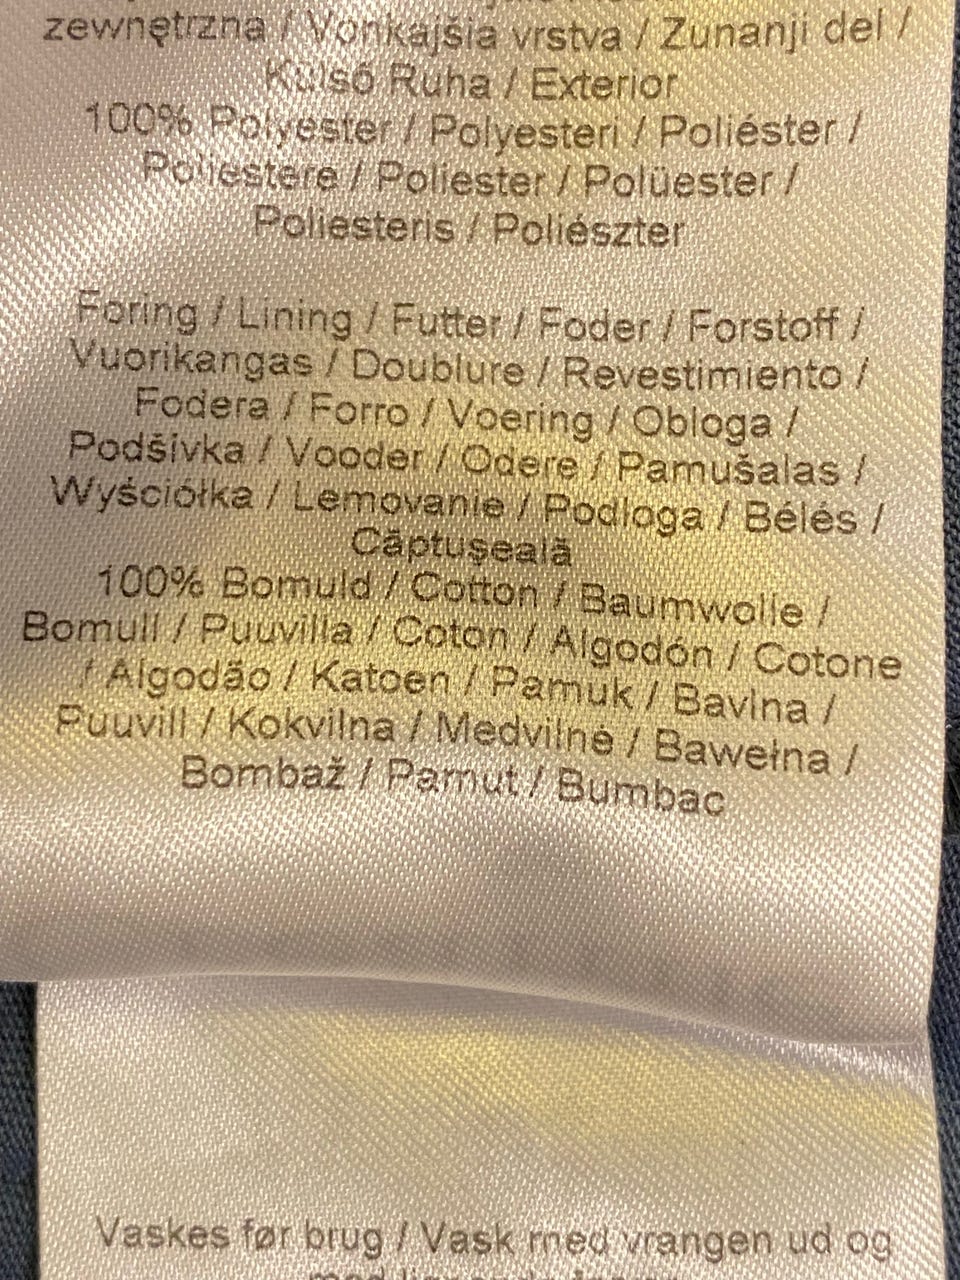 zewnętrzna / Vonkajšia vrstva / Zunanji del /
Külső Ruha / Exterior
100% Polyester / Polyesteri / Poliéster /
Poliestere / Poliester / Polüester /
Poliesteris / Poliészter
Foring / Lining / Futter / Foder / Forstoff /
Vuorikangas / Doublure / Revestimiento /
Fodera / Forro / Voering / Obloga /
Podšívka / Vooder / Odere / Pamušalas /
Wyściółka / Lemovanie / Podloga / Bélés /
Căptuşeală
100% Bomuld / Cotton / Baumwolle /
Bomull / Puuvilla / Coton / Algodón / Cotone
/ Algodão / Katoen / Pamuk / Bavlna /
Puuvill / Kokvilna / Medvilnė / Bawełna /
Bombaž / Pamut / Bumbac
Vaskes før brug / Vask med vrangen ud og